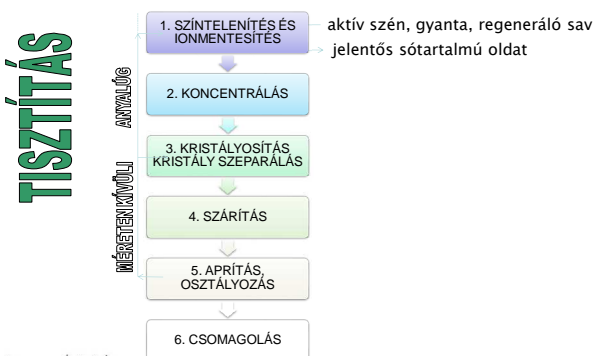 TISZTÍTÁS
ANYALÚG
MÉRETEN KÍVÜLI
1. SZÍNTELENÍTÉS ÉS
IONMENTESÍTÉS
aktív szén, gyanta, regeneráló sav
jelentős sótartalmú oldat
2. KONCENTRÁLÁS
3. KRISTÁLYOSÍTÁS
KRISTÁLY SZEPARÁLÁS
4. SZÁRÍTÁS
5. APRÍTÁS,
OSZTÁLYOZÁS
6. CSOMAGOLÁS